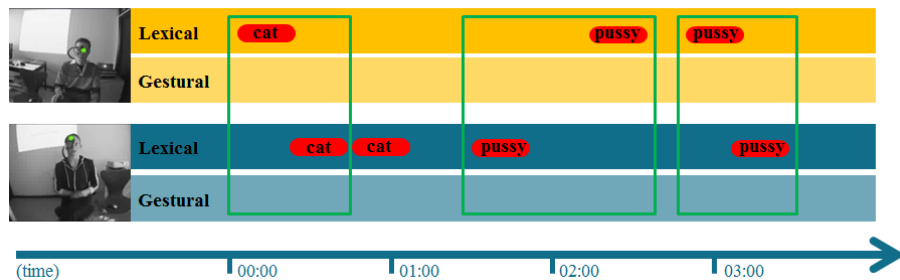 Lexical cat pussy pussy
Gestural
Lexical cat cat pussy pussy
Gestural
(time) 00:00 01:00 02:00 03:00